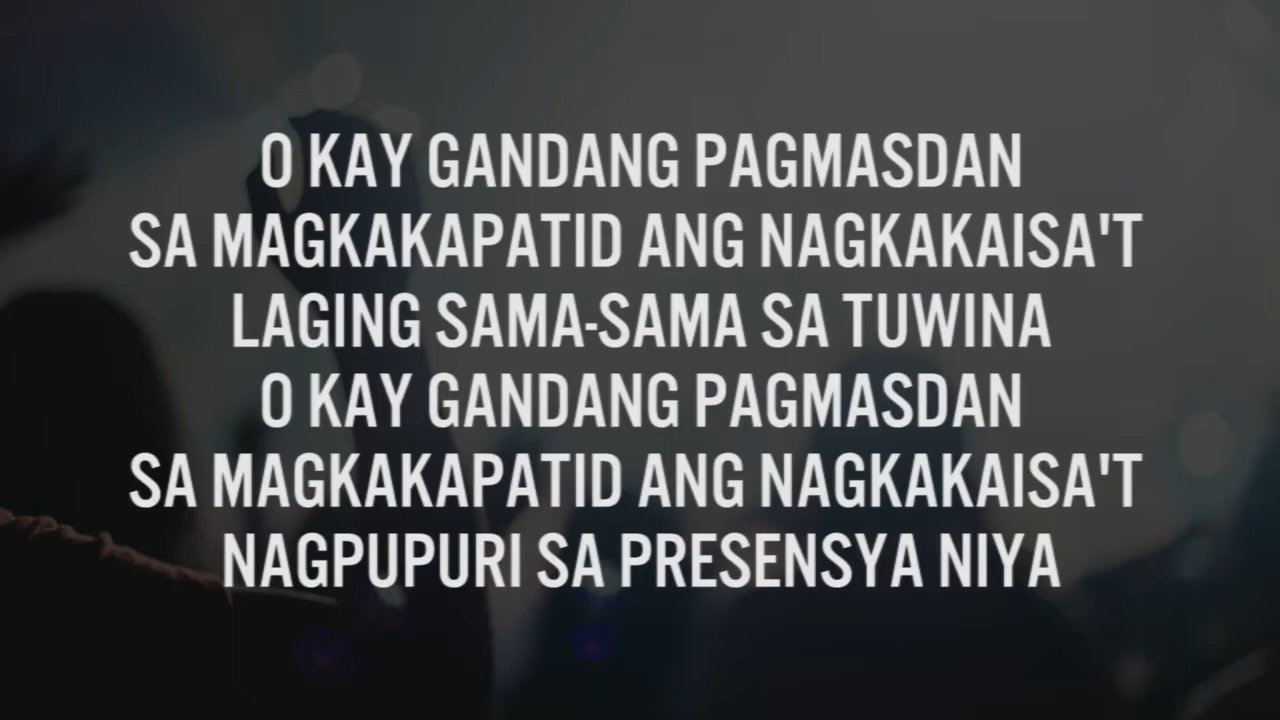 O KAY GANDANG PAGMASDAN
SA MAGKAKAPATID ANG NAGKAKAISA'T
LAGING SAMA-SAMA SA TUWINA
O KAY GANDANG PAGMASDAN
SA MAGKAKAPATID ANG NAGKAKAISA'T
NAGPUPURI SA PRESENSYA NIYA